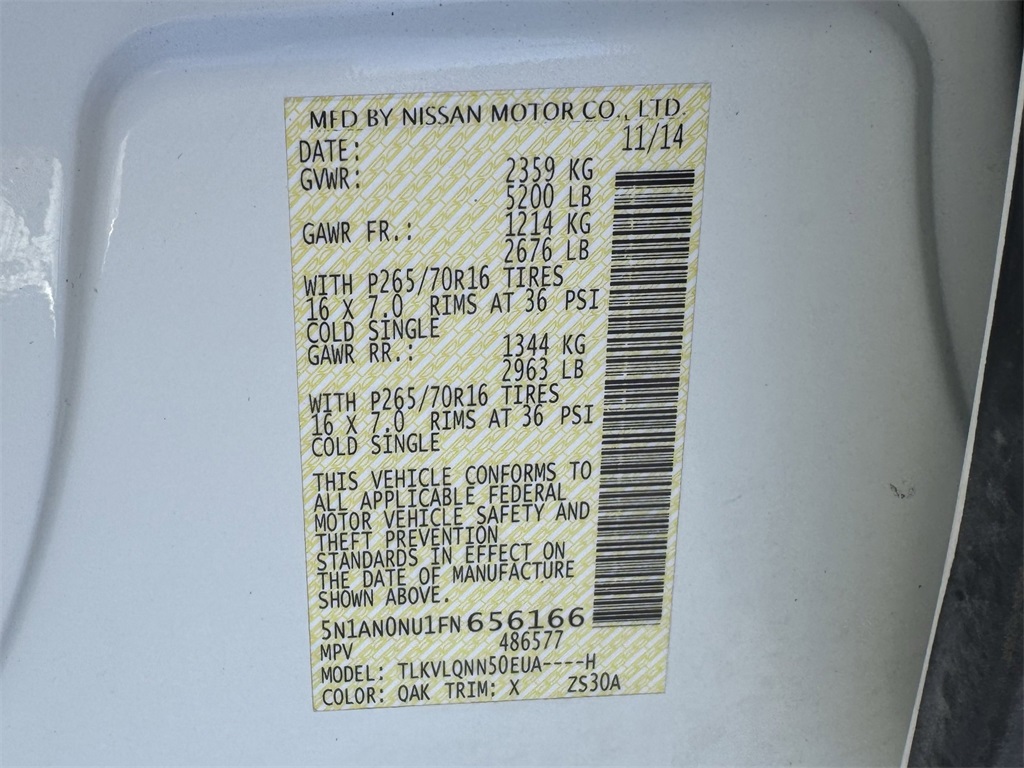 MFD BY NISSAN MOTOR CO., LTD.
DATE: 11/14
GVWR: 2359 KG
5200 LB
GAWR FR.: 1214 KG
2676 LB
WITH P265/70R16 TIRES
16 X 7.0 RIMS AT 36 PSI
COLD SINGLE
GAWR RR.: 1344 KG
2963 LB
WITH P265/70R16 TIRES
16 X 7.0 RIMS AT 36 PSI
COLD SINGLE
THIS VEHICLE CONFORMS TO
ALL APPLICABLE FEDERAL
MOTOR VEHICLE SAFETY AND
THEFT PREVENTION
STANDARDS IN EFFECT ON
THE DATE OF MANUFACTURE
SHOWN ABOVE.
5N1AN0NU1FN656166
MPV 486577
MODEL: TLKVLQNN50EUA----H
COLOR: QAK TRIM: X ZS30A